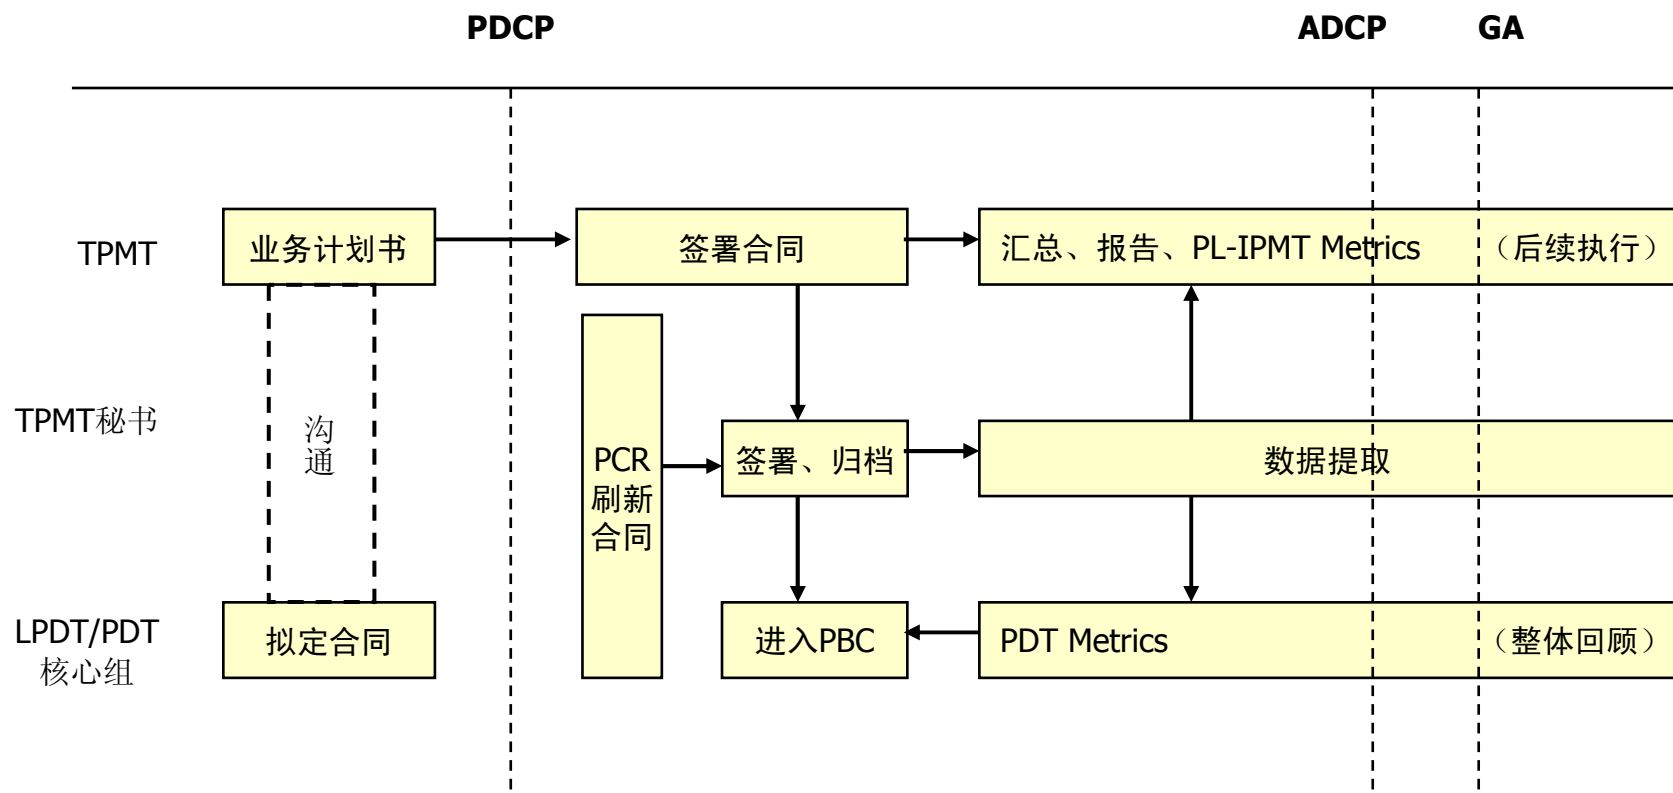 PDCP ADCP GA
TPMT
业务计划书
签署合同
汇总、报告、PL-IPMT Metrics （后续执行）
TPMT秘书
沟
通
PCR
刷新
合同
签署、归档
数据提取
LPDT/PDT
核心组
拟定合同
进入PBC
PDT Metrics （整体回顾）